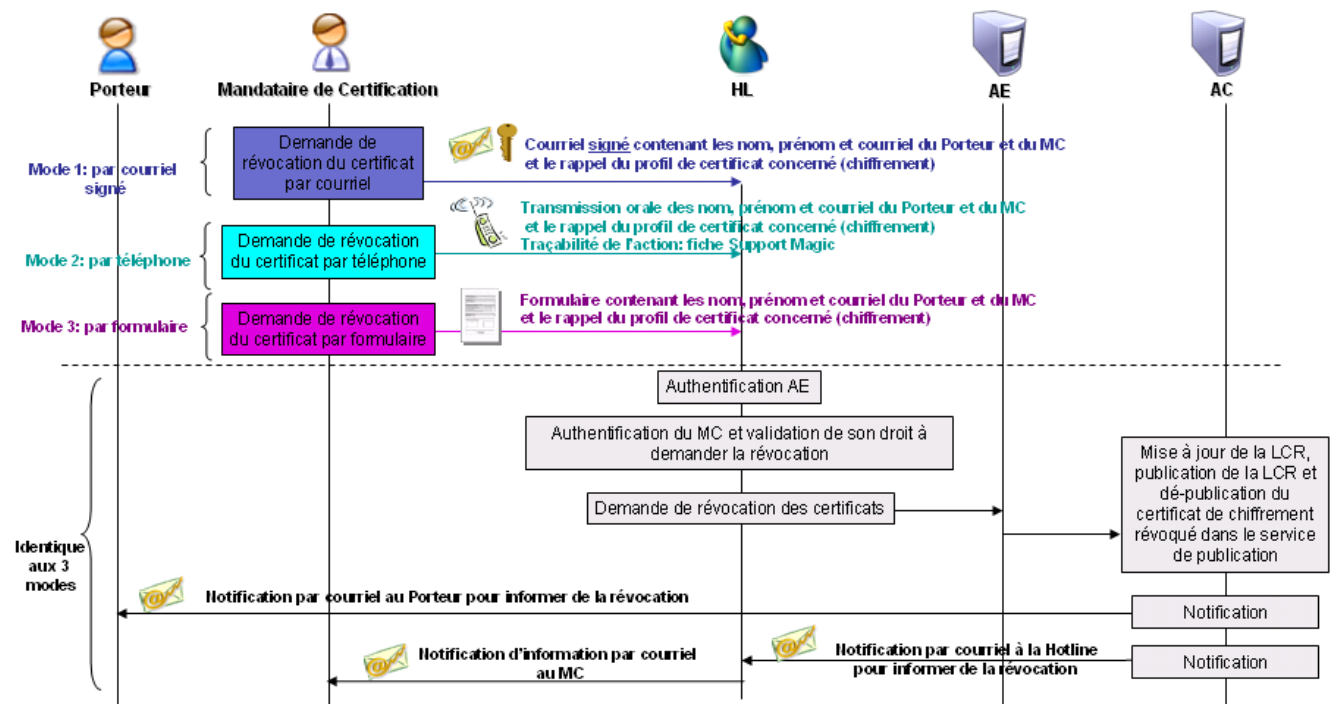 Porteur
Mandataire de Certification
HL
AE
AC
Mode 1: par courriel
signé
Demande de
révocation du certificat
par courriel
Courriel signé contenant les nom, prénom et courriel du Porteur et du MC
et le rappel du profil de certificat concerné (chiffrement)
Mode 2: par téléphone
Demande de révocation
du certificat par téléphone
Transmission orale des nom, prénom et courriel du Porteur et du MC
et le rappel du profil de certificat concerné (chiffrement)
Traçabilité de l'action: fiche Support Magic
Mode 3: par formulaire
Demande de révocation
du certificat par formulaire
Formulaire contenant les nom, prénom et courriel du Porteur et du MC
et le rappel du profil de certificat concerné (chiffrement)
Identique
aux 3
modes
Authentification AE
Authentification du MC et validation de son droit à
demander la révocation
Demande de révocation des certificats
Mise à jour de la LCR,
publication de la LCR et
dé-publication du
certificat de chiffrement
révoqué dans le service
de publication
Notification par courriel au Porteur pour informer de la révocation
Notification
Notification d'information par courriel
au MC
Notification par courriel à la Hotline
pour informer de la révocation
Notification